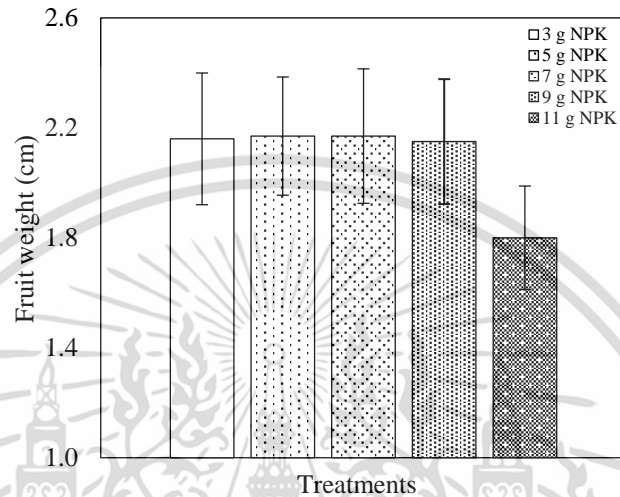 2.6
3 g NPK
5 g NPK
7 g NPK
9 g NPK
11 g NPK
2.2
1.8
1.4
1.0
Fruit weight (cm)
Treatments